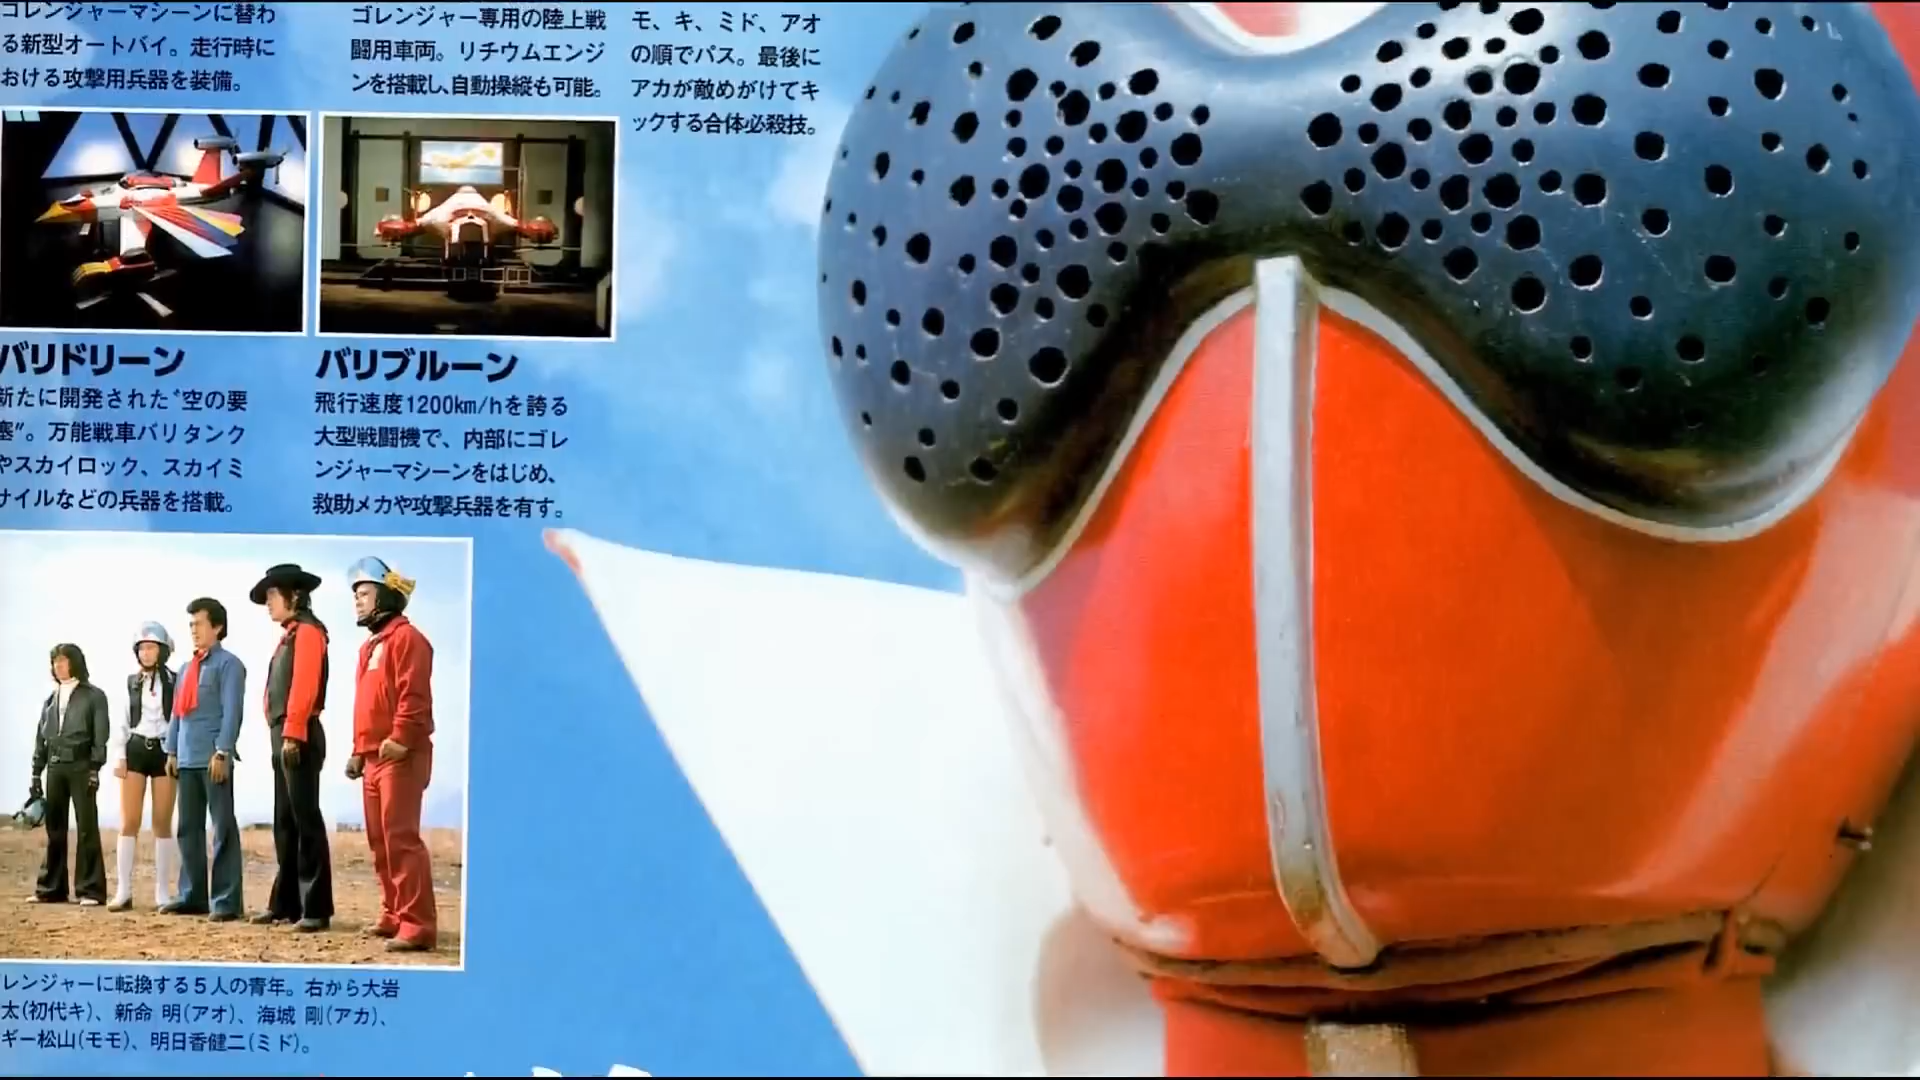 ゴレンジャーマシーンに替わ
る新型オートバイ。走行時に
おける攻撃用兵器を装備。
ゴレンジャー専用の陸上戦
闘用車両。リチウムエンジ
ンを搭載し、自動操縦も可能。
モ、キ、ミド、アオ
の順でパス。最後に
アカが敵めがけてキ
ックする合体必殺技。
バリドリーン
新たに開発された〝空の要
塞〟。万能戦車バリタンク
やスカイロック、スカイミ
サイルなどの兵器を搭載。
バリブルーン
飛行速度1200km/hを誇る
大型戦闘機で、内部にゴレ
ンジャーマシーンをはじめ、
救助メカや攻撃兵器を有す。
レンジャーに転換する5人の青年。右から大岩
太(初代キ)、新命 明(アオ)、海城 剛(アカ)、
ギー松山(モモ)、明日香健二(ミド)。